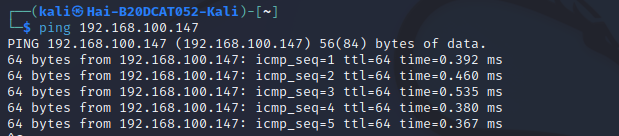 ┌──(kali㉿Hai-B20DCAT052-Kali)-[~]
└─$ ping 192.168.100.147
PING 192.168.100.147 (192.168.100.147) 56(84) bytes of data.
64 bytes from 192.168.100.147: icmp_seq=1 ttl=64 time=0.392 ms
64 bytes from 192.168.100.147: icmp_seq=2 ttl=64 time=0.460 ms
64 bytes from 192.168.100.147: icmp_seq=3 ttl=64 time=0.535 ms
64 bytes from 192.168.100.147: icmp_seq=4 ttl=64 time=0.380 ms
64 bytes from 192.168.100.147: icmp_seq=5 ttl=64 time=0.367 ms